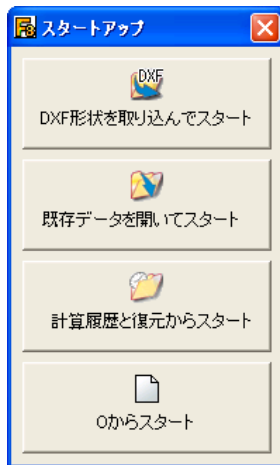 F8 スタートアップ
DXF
DXF形状を取り込んでスタート
既存データを開いてスタート
計算履歴と復元からスタート
0からスタート